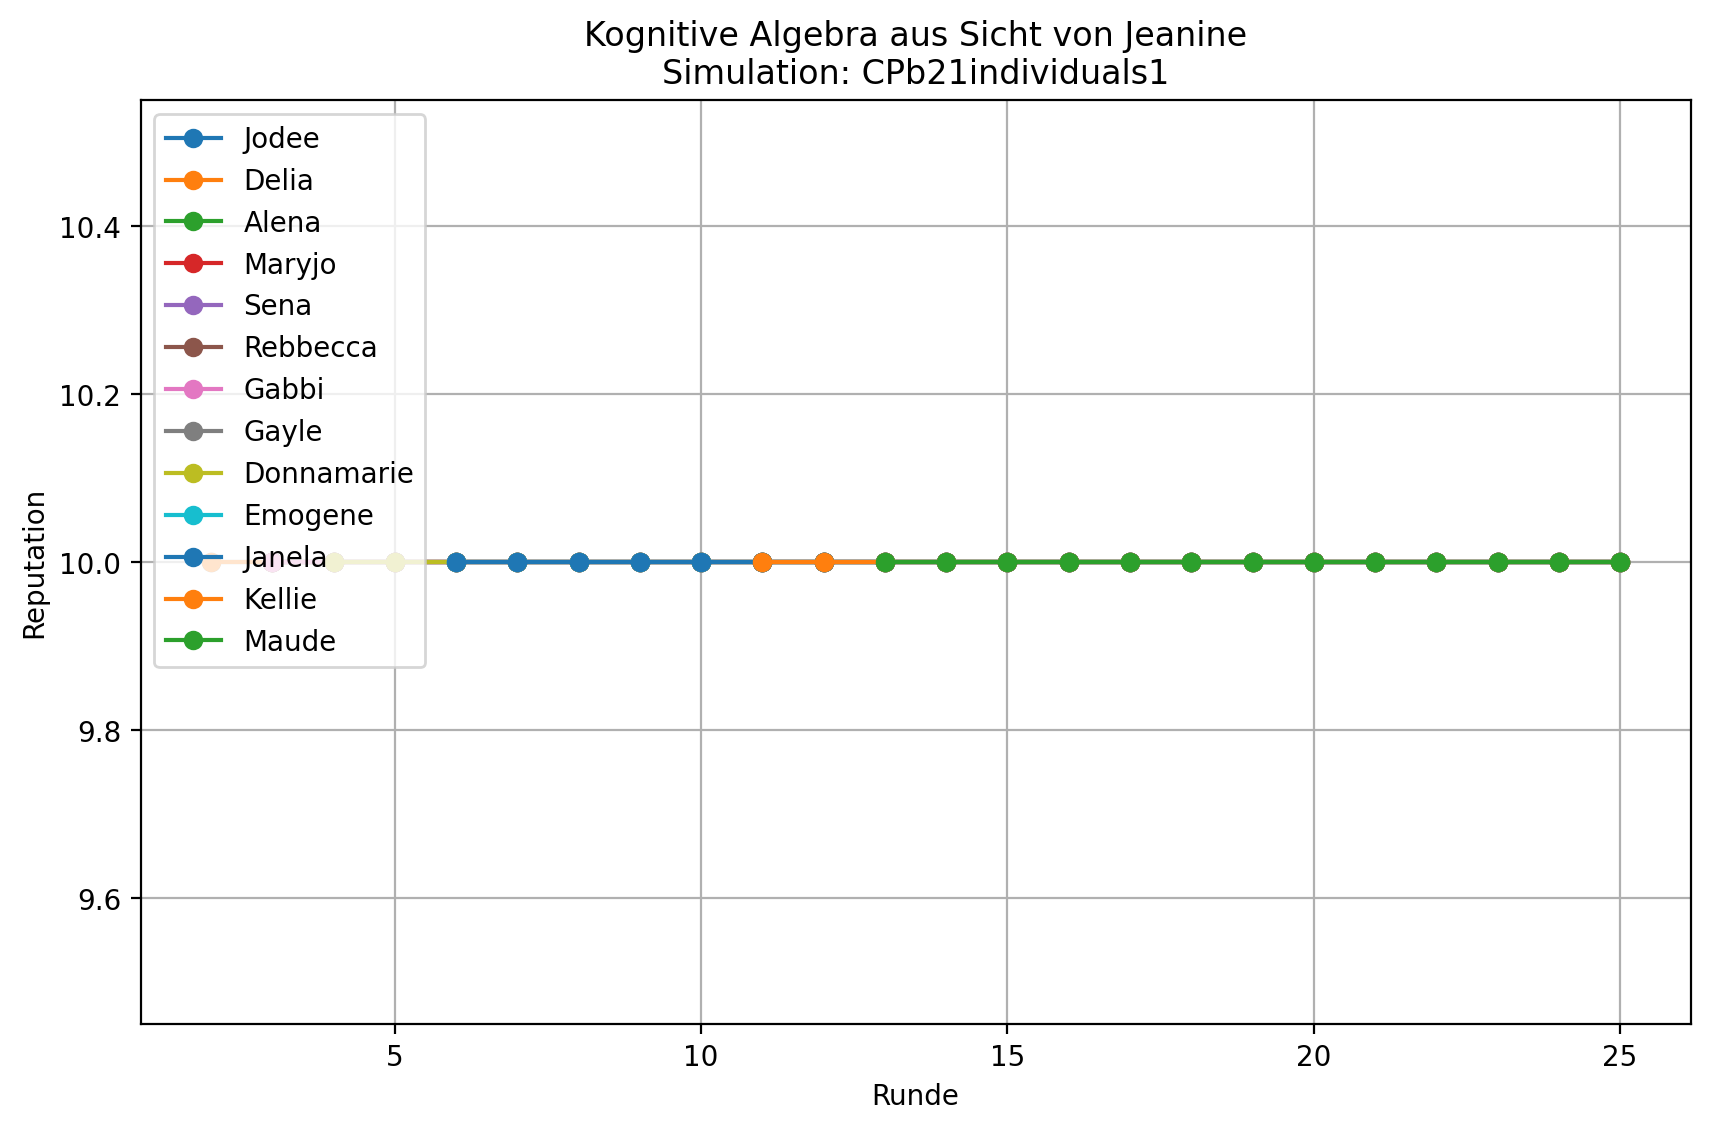 Kognitive Algebra aus Sicht von Jeanine
Simulation: CPb21individuals1
Jodee
Delia
Alena
Maryjo
Sena
Rebbecca
Gabbi
Gayle
Donnamarie
Emogene
Janela
Kellie
Maude
Reputation
10.4
10.2
10.0
9.8
9.6
5
10
15
20
25
Runde